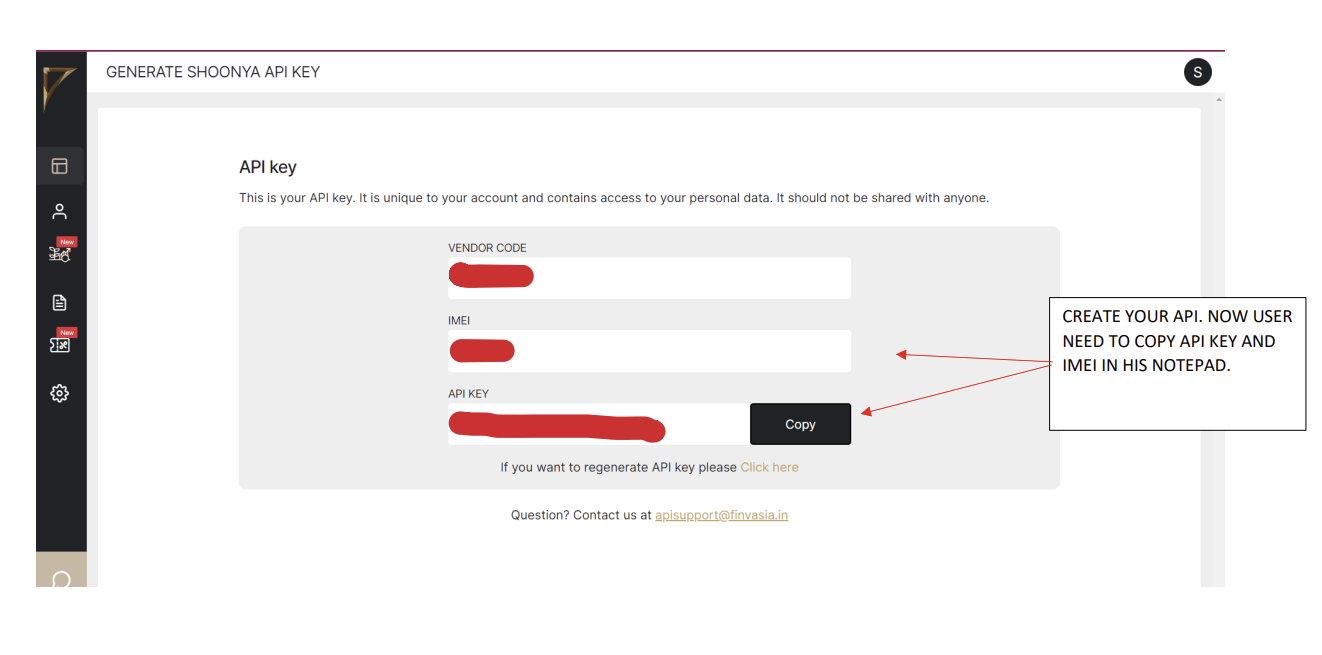 GENERATE SHOONYA API KEY
S
API key
This is your API key. It is unique to your account and contains access to your personal data. It should not be shared with anyone.
VENDOR CODE
New
IMEI
CREATE YOUR API. NOW USER
NEED TO COPY API KEY AND
IMEI IN HIS NOTEPAD.
New
API KEY
Copy
If you want to regenerate API key please Click here
Question? Contact us at apisupport@finvasia.in